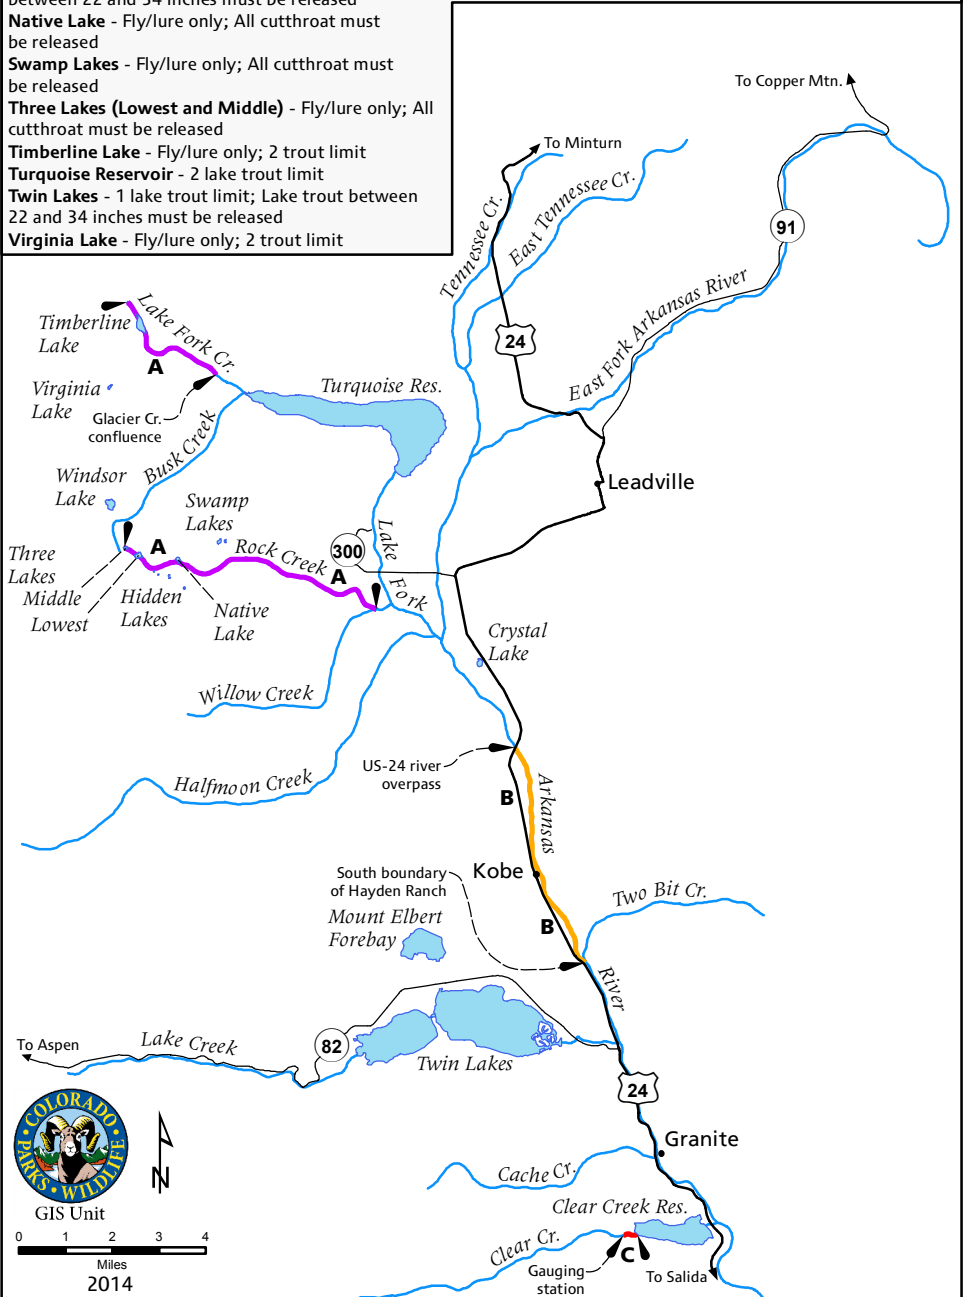 between 22 and 34 inches must be released
Native Lake - Fly/lure only; All cutthroat must
be released
Swamp Lakes - Fly/lure only; All cutthroat must
be released
Three Lakes (Lowest and Middle) - Fly/lure only; All
cutthroat must be released
Timberline Lake - Fly/lure only; 2 trout limit
Turquoise Reservoir - 2 lake trout limit
Twin Lakes - 1 lake trout limit; Lake trout between
22 and 34 inches must be released
Virginia Lake - Fly/lure only; 2 trout limit
To Copper Mtn.
To Minturn
Tennessee Cr.
East Tennessee Cr.
91
East Fork Arkansas River
24
Lake Fork Cr.
Timberline
Lake
A
Virginia
Lake
Glacier Cr.
confluence
Turquoise Res.
Busk Creek
Leadville
Windsor
Lake
Swamp
Lakes
Three
Lakes
Middle
Lowest
A
Rock Creek
A
300
Lake
Fork
Hidden
Lakes
Native
Lake
Crystal
Lake
Willow Creek
Halfmoon Creek
US-24 river
overpass
B
Arkansas
Kobe
South boundary
of Hayden Ranch
B
Two Bit Cr.
Mount Elbert
Forebay
River
To Aspen
Lake Creek
82
Twin Lakes
24
Granite
Cache Cr.
Clear Creek Res.
Clear Cr.
C
Gauging
station
To Salida
COLORADO
PARKS • WILDLIFE
GIS Unit
N
0 1 2 3 4
Miles
2014